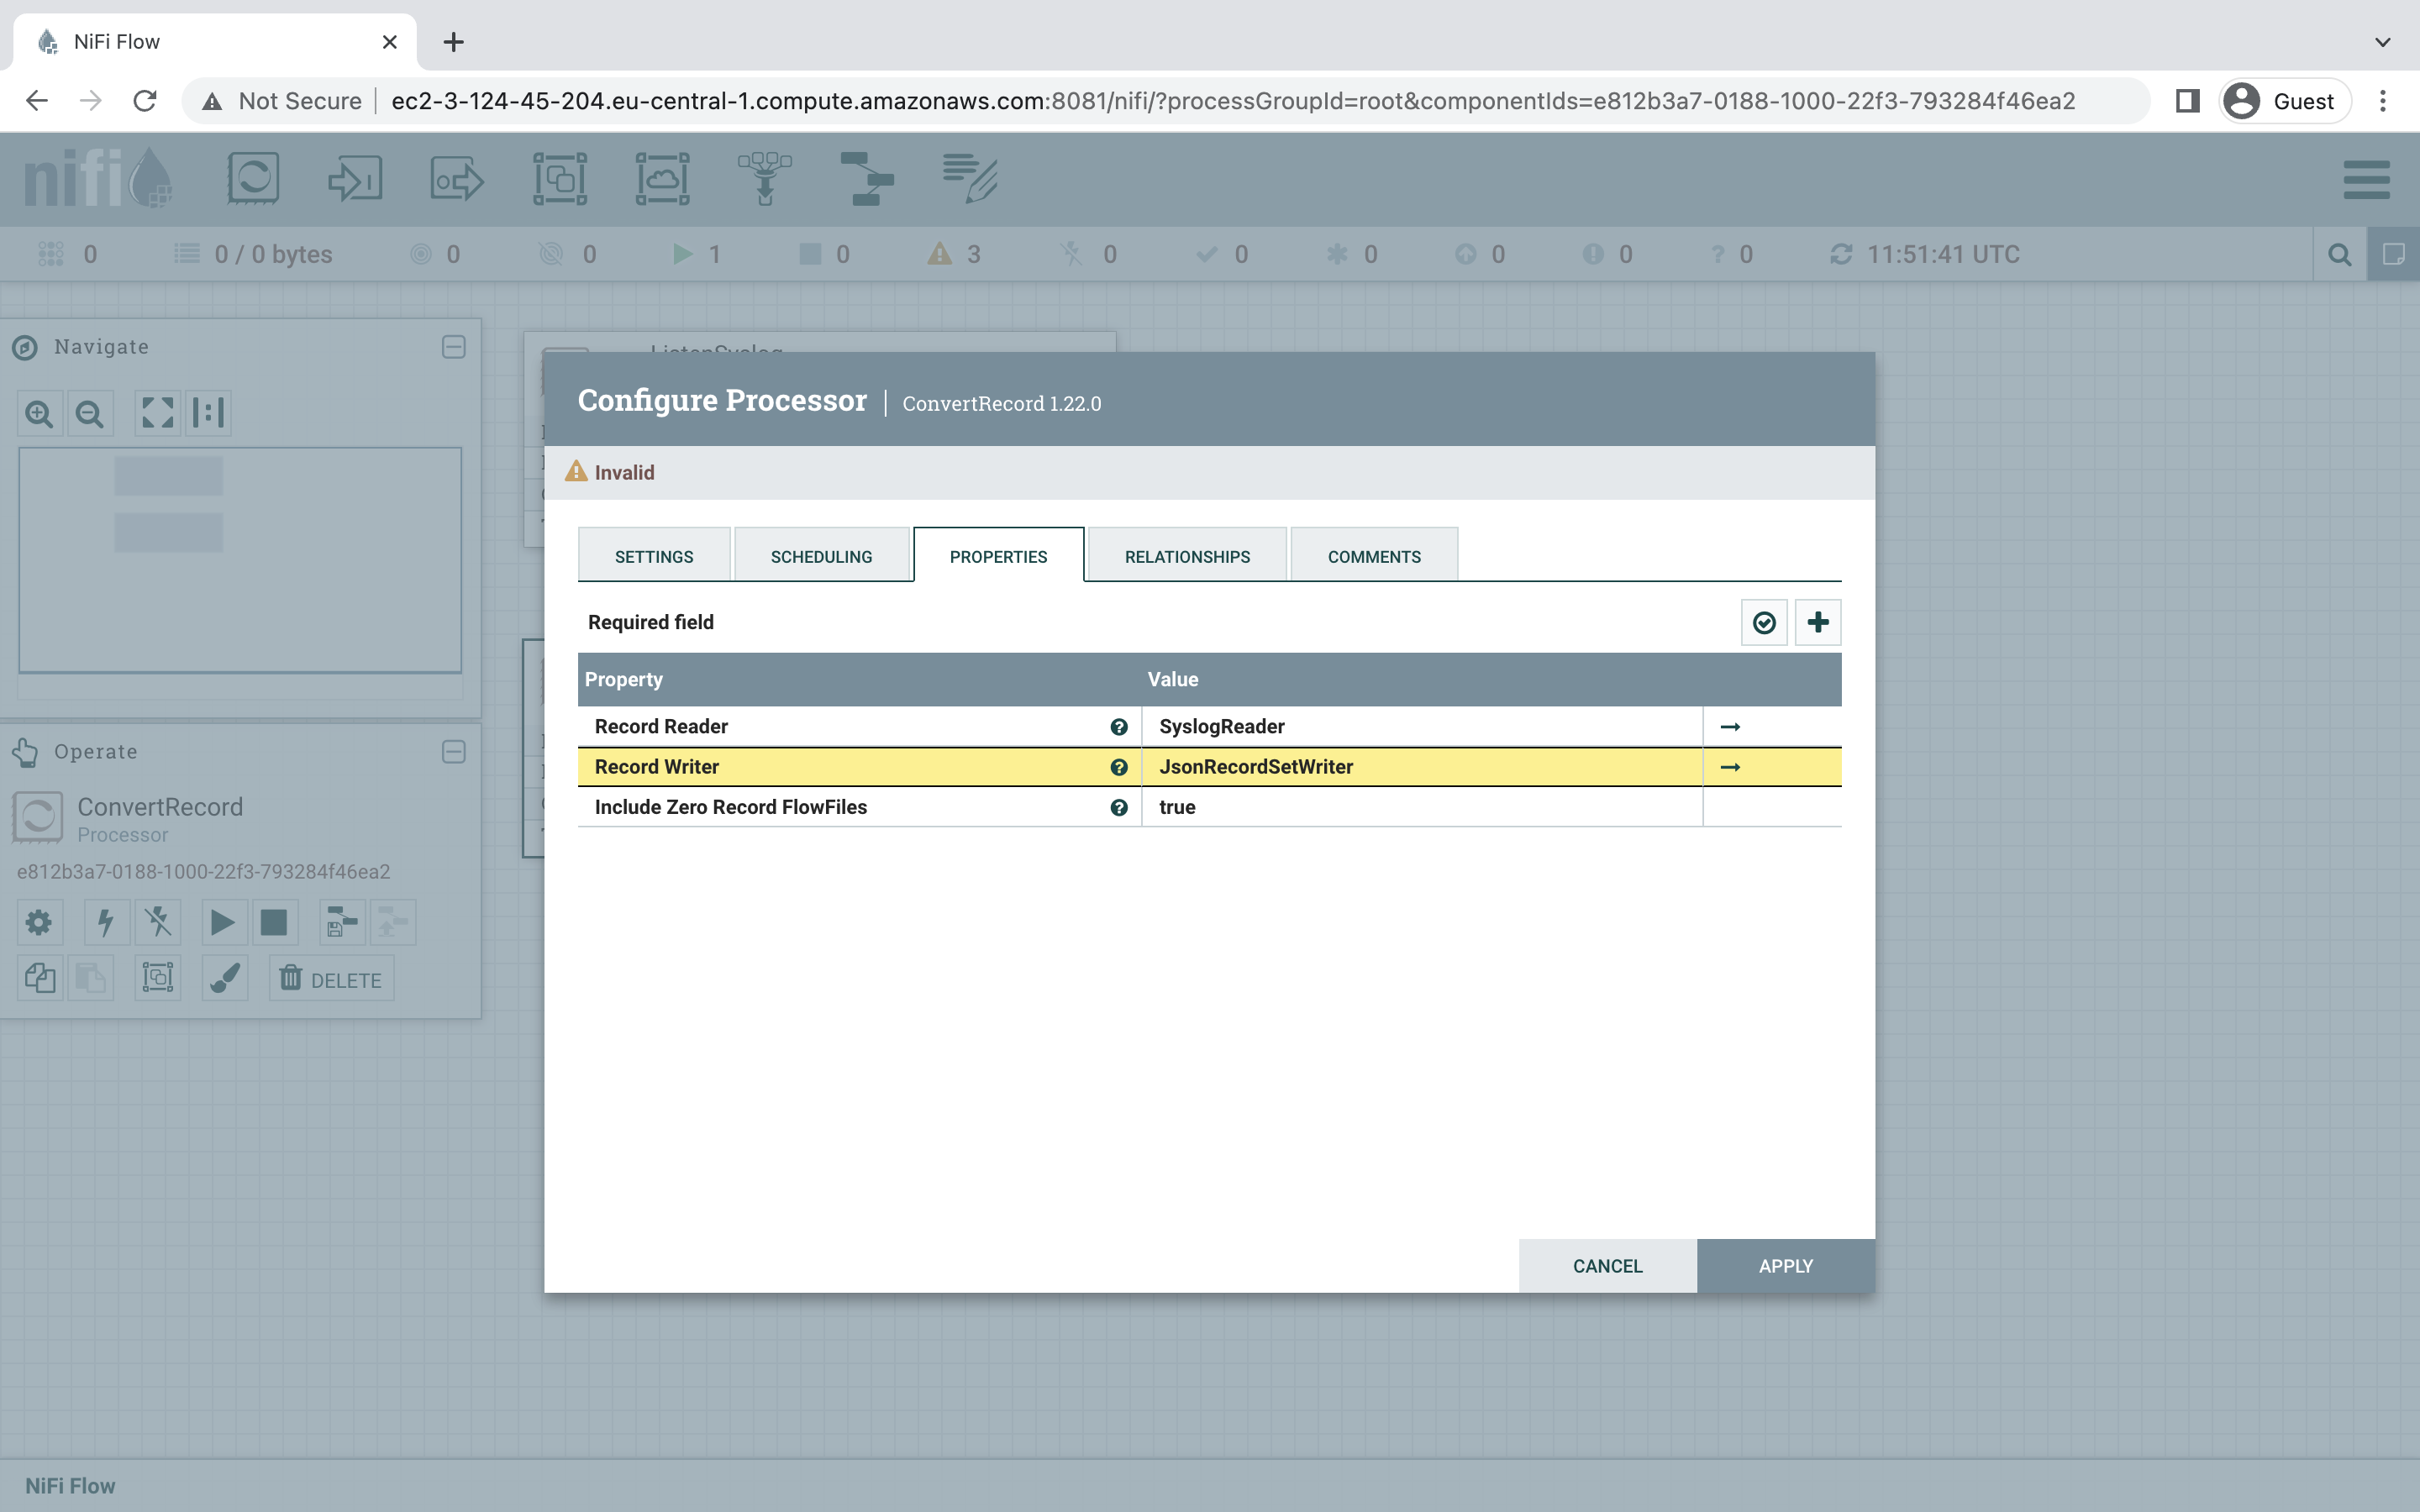 NiFi Flow
Not Secure
ec2-3-124-45-204.eu-central-1.compute.amazonaws.com:8081/nifi/?processGroupId=root&componentIds=e812b3a7-0188-1000-22f3-793284f46ea2
Guest
nifi
0
0 / 0 bytes
0
0
1
0
3
0
0
0
0
0
0
11:51:41 UTC
Navigate
ListenSyslog
Configure Processor | ConvertRecord 1.22.0
Invalid
SETTINGS
SCHEDULING
PROPERTIES
RELATIONSHIPS
COMMENTS
Required field
Property Value
Record Reader SyslogReader
Record Writer JsonRecordSetWriter
Include Zero Record FlowFiles true
CANCEL
APPLY
Operate
ConvertRecord
Processor
e812b3a7-0188-1000-22f3-793284f46ea2
DELETE
NiFi Flow